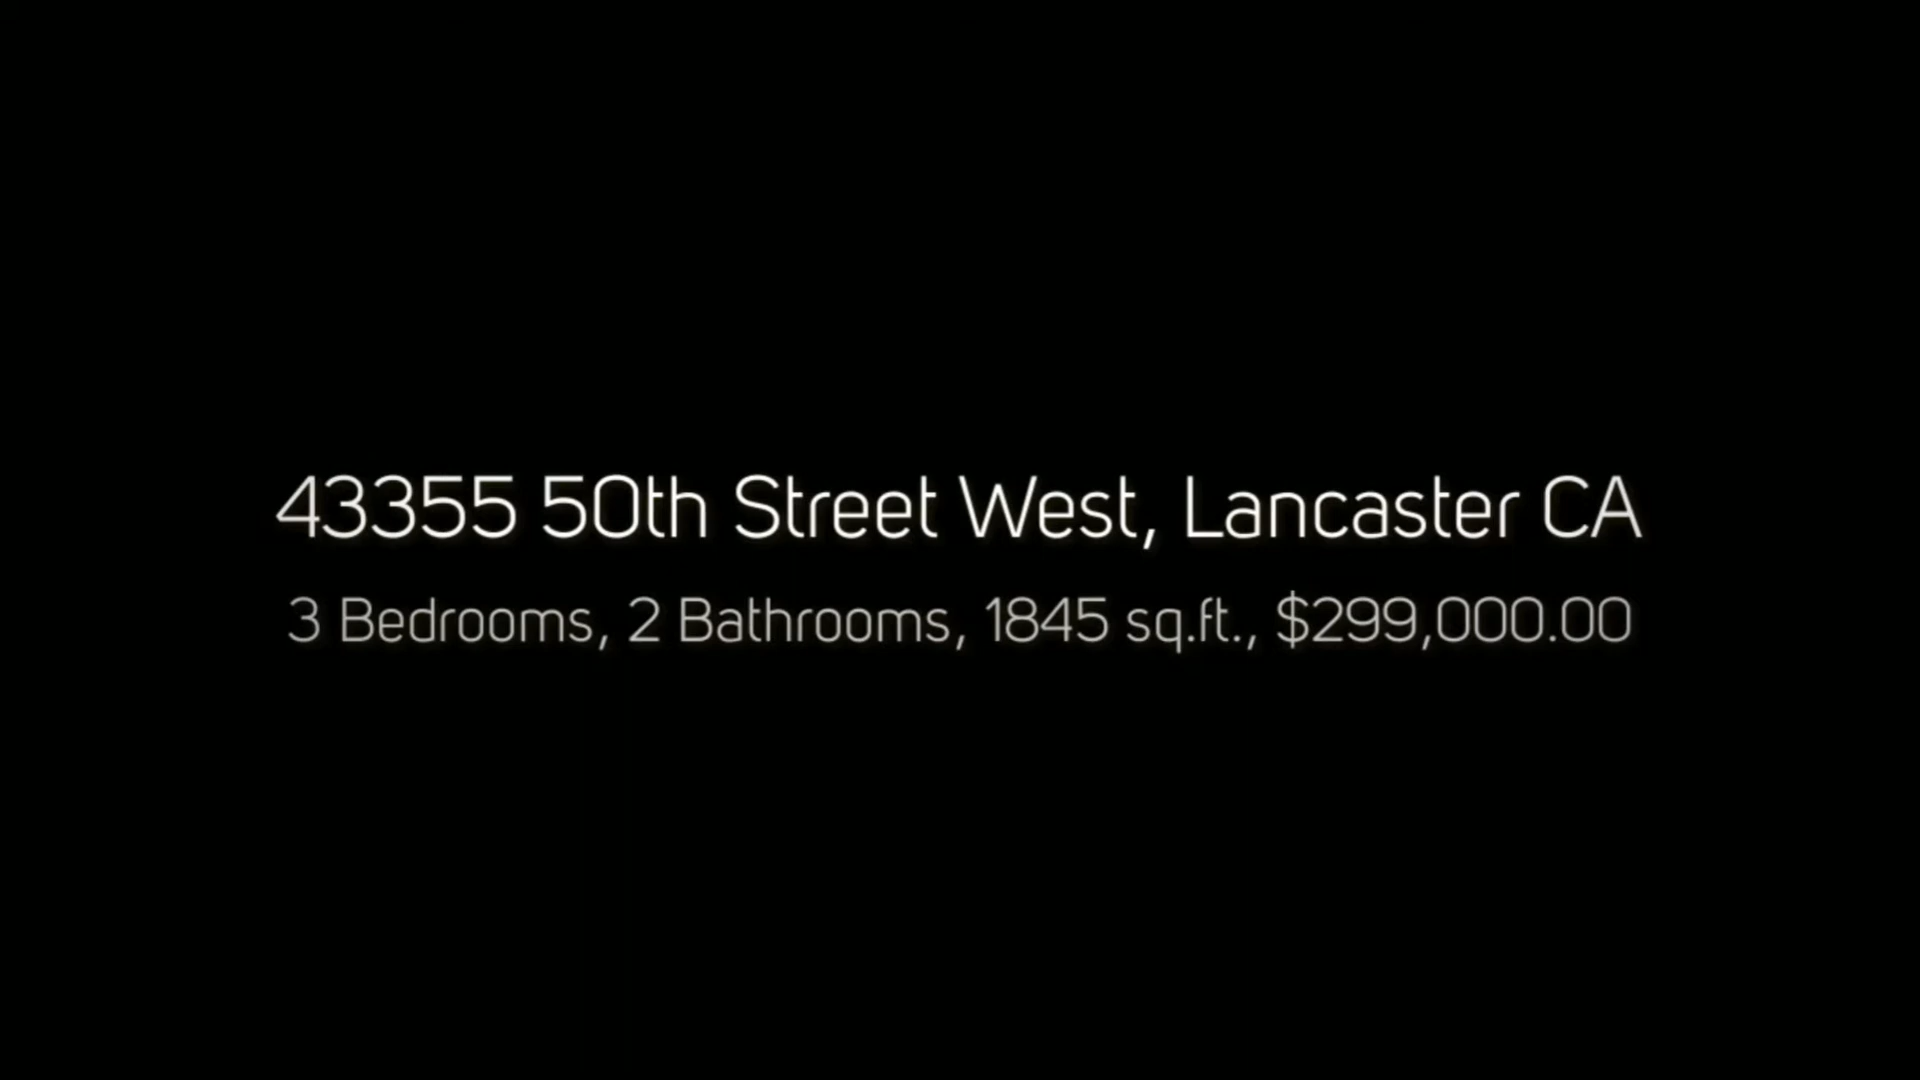 43355 50th Street West, Lancaster CA
3 Bedrooms, 2 Bathrooms, 1845 sq.ft., $299,000.00